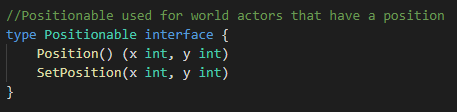 //Positionable used for world actors that have a position
type Positionable interface {
    Position() (x int, y int)
    SetPosition(x int, y int)
}